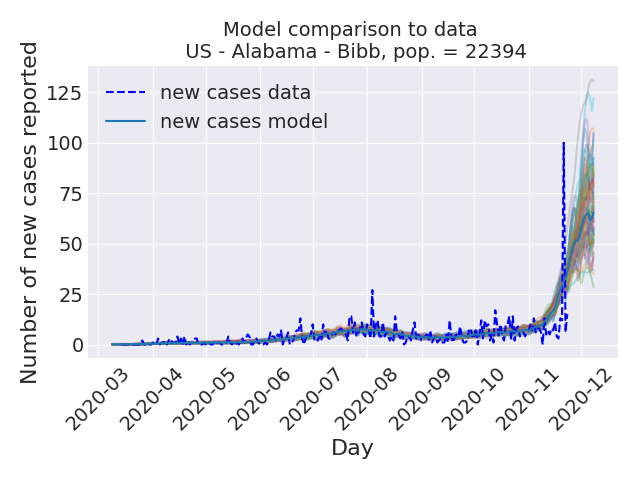 Model comparison to data
US - Alabama - Bibb, pop. = 22394
Number of new cases reported
125
100
75
50
25
0
new cases data
new cases model
2020-03
2020-04
2020-05
2020-06
2020-07
2020-08
2020-09
2020-10
2020-11
2020-12
Day